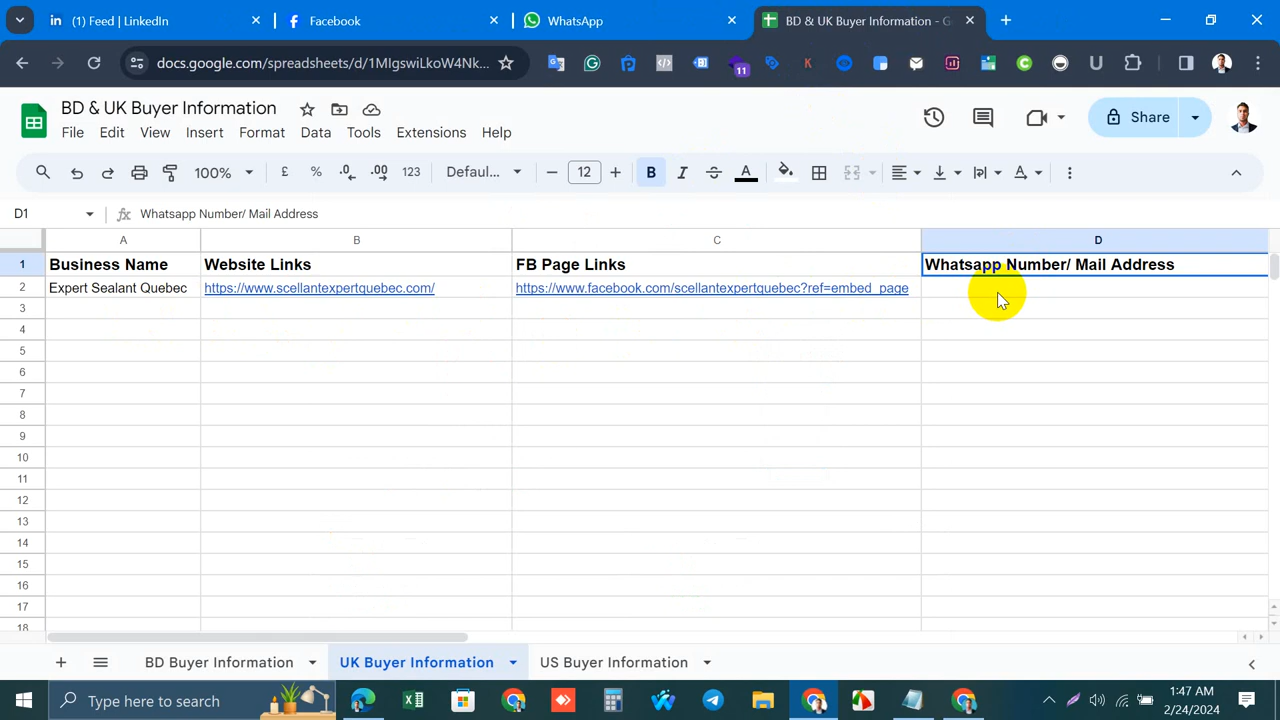 (1) Feed | LinkedIn
Facebook
WhatsApp
BD & UK Buyer Information - G
docs.google.com/spreadsheets/d/1MIgswiLkoW4Nk...
11
BD & UK Buyer Information
File Edit View Insert Format Data Tools Extensions Help
Share
100% £ % .0 .00 123 Defaul... 12 B I A
D1 fx Whatsapp Number/ Mail Address
A B C D
1 Business Name Website Links FB Page Links Whatsapp Number/ Mail Address
2 Expert Sealant Quebec https://www.scellantexpertquebec.com/ https://www.facebook.com/scellantexpertquebec?ref=embed_page
3
4
5
6
7
8
9
10
11
12
13
14
15
16
17
18
BD Buyer Information UK Buyer Information US Buyer Information
Type here to search
1:47 AM
2/24/2024